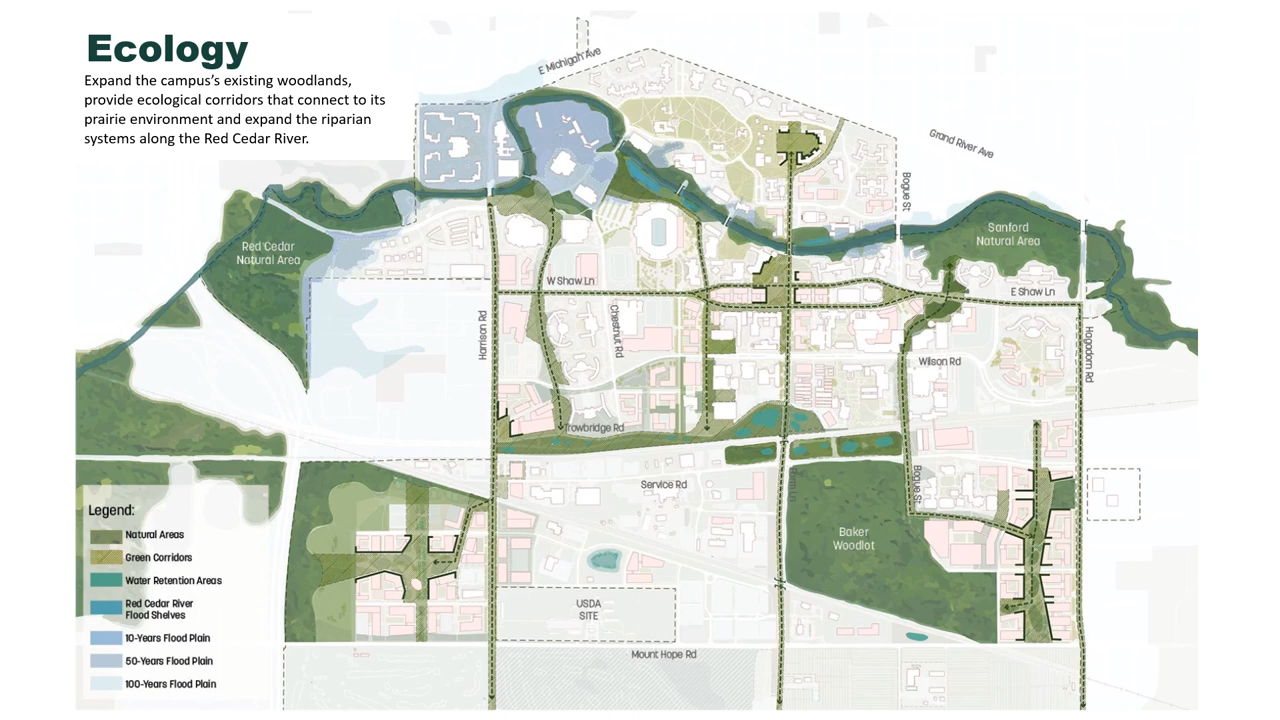 Ecology
Expand the campus’s existing woodlands,
provide ecological corridors that connect to its
prairie environment and expand the riparian
systems along the Red Cedar River.
E Michigan Ave
Grand River Ave
Bogue St
Red Cedar
Natural Area
Sanford
Natural Area
W Shaw Ln
E Shaw Ln
Harrison Rd
Chestnut Rd
Wilson Rd
Hagadorn Rd
Trowbridge Rd
Service Rd
Bogue St
Baker
Woodlot
USDA
SITE
Mount Hope Rd
Legend:
Natural Areas
Green Corridors
Water Retention Areas
Red Cedar River
Flood Shelves
10-Years Flood Plain
50-Years Flood Plain
100-Years Flood Plain